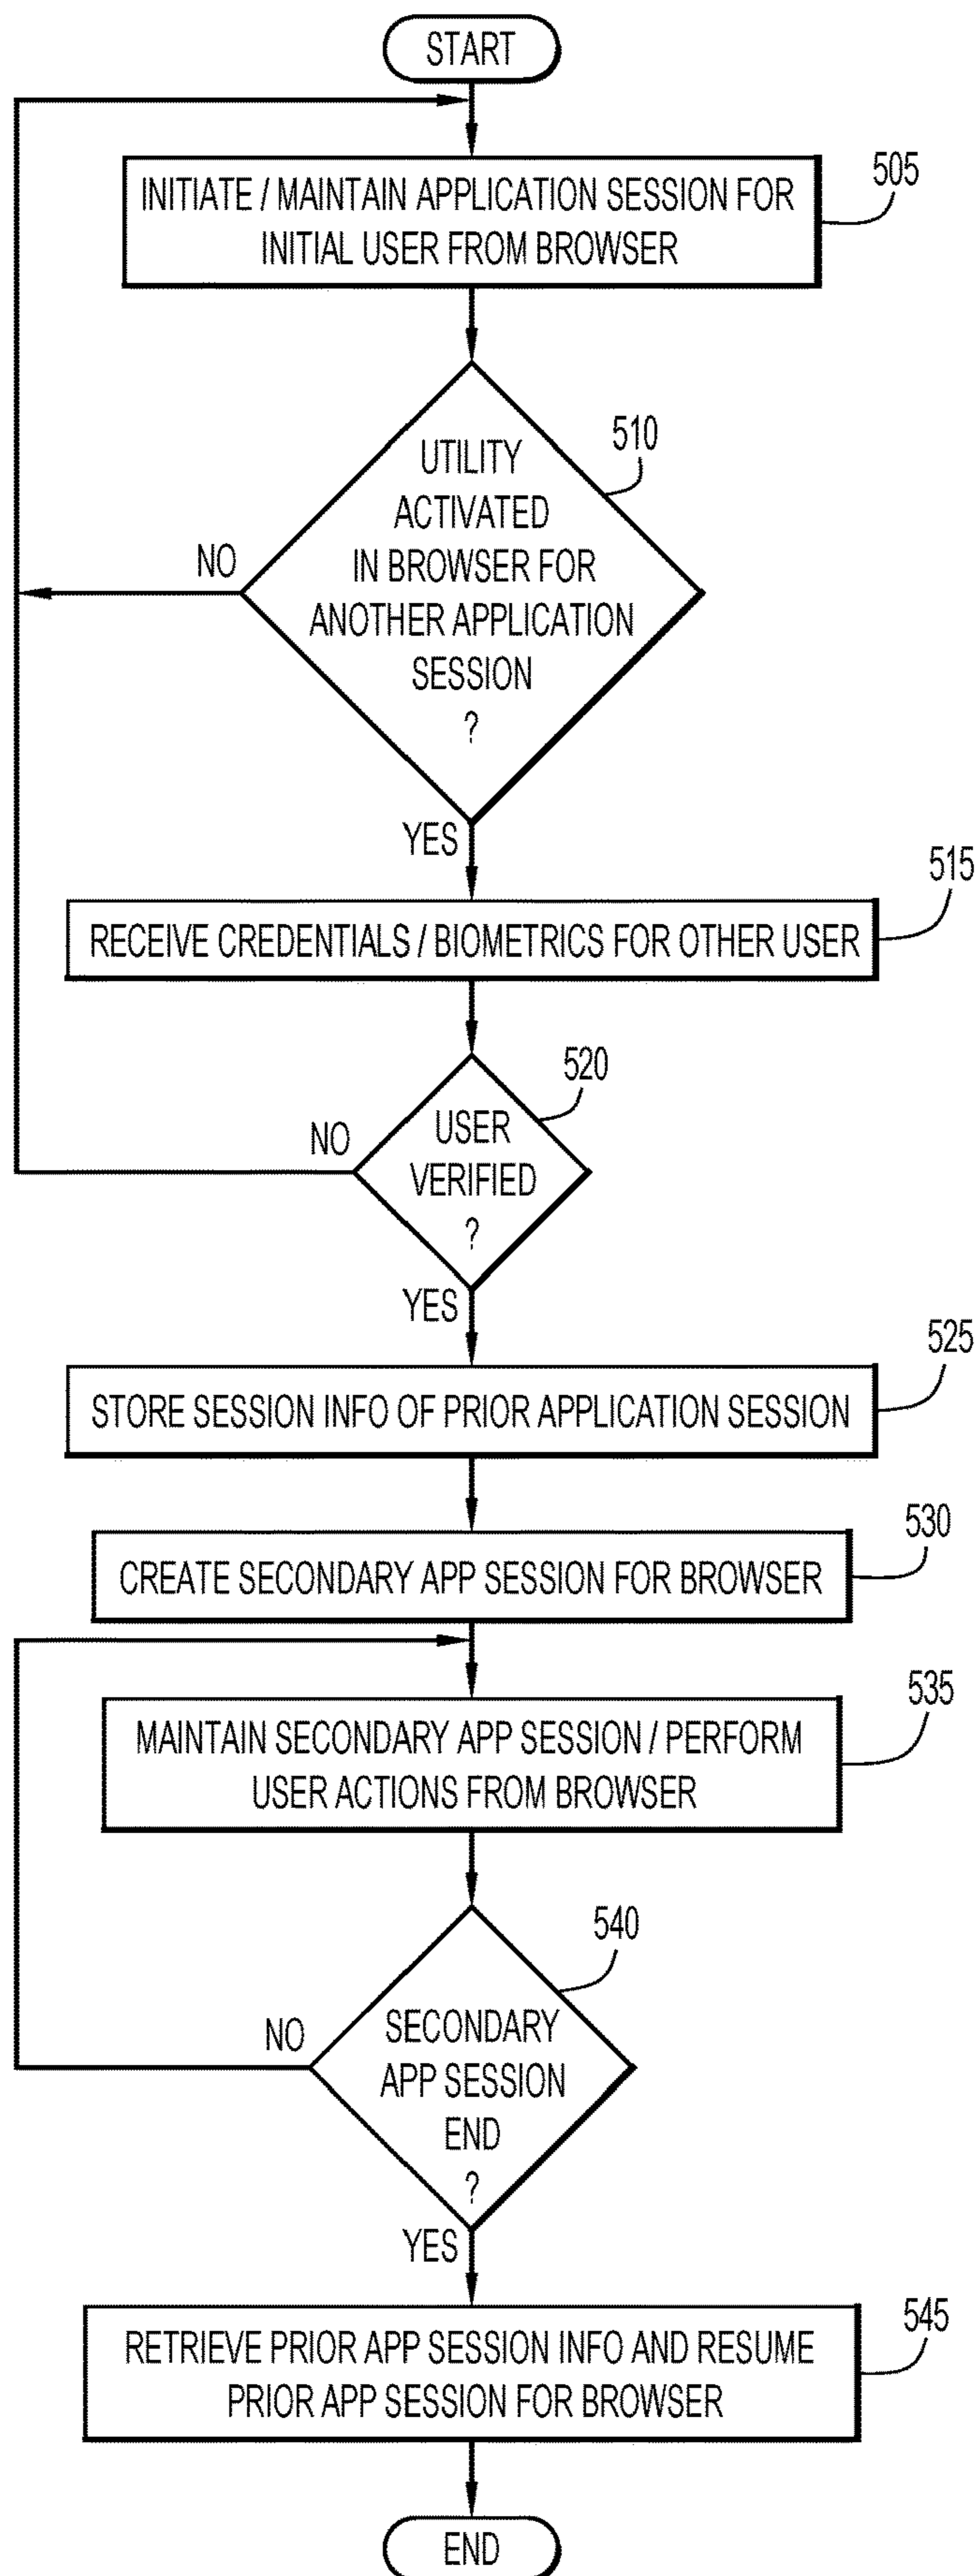 START
INITIATE / MAINTAIN APPLICATION SESSION FOR
INITIAL USER FROM BROWSER
505
UTILITY
ACTIVATED
IN BROWSER FOR
ANOTHER APPLICATION
SESSION
?
510
NO
YES
RECEIVE CREDENTIALS / BIOMETRICS FOR OTHER USER
515
USER
VERIFIED
?
520
NO
YES
STORE SESSION INFO OF PRIOR APPLICATION SESSION
525
CREATE SECONDARY APP SESSION FOR BROWSER
530
MAINTAIN SECONDARY APP SESSION / PERFORM
USER ACTIONS FROM BROWSER
535
SECONDARY
APP SESSION
END
?
540
NO
YES
RETRIEVE PRIOR APP SESSION INFO AND RESUME
PRIOR APP SESSION FOR BROWSER
545
END